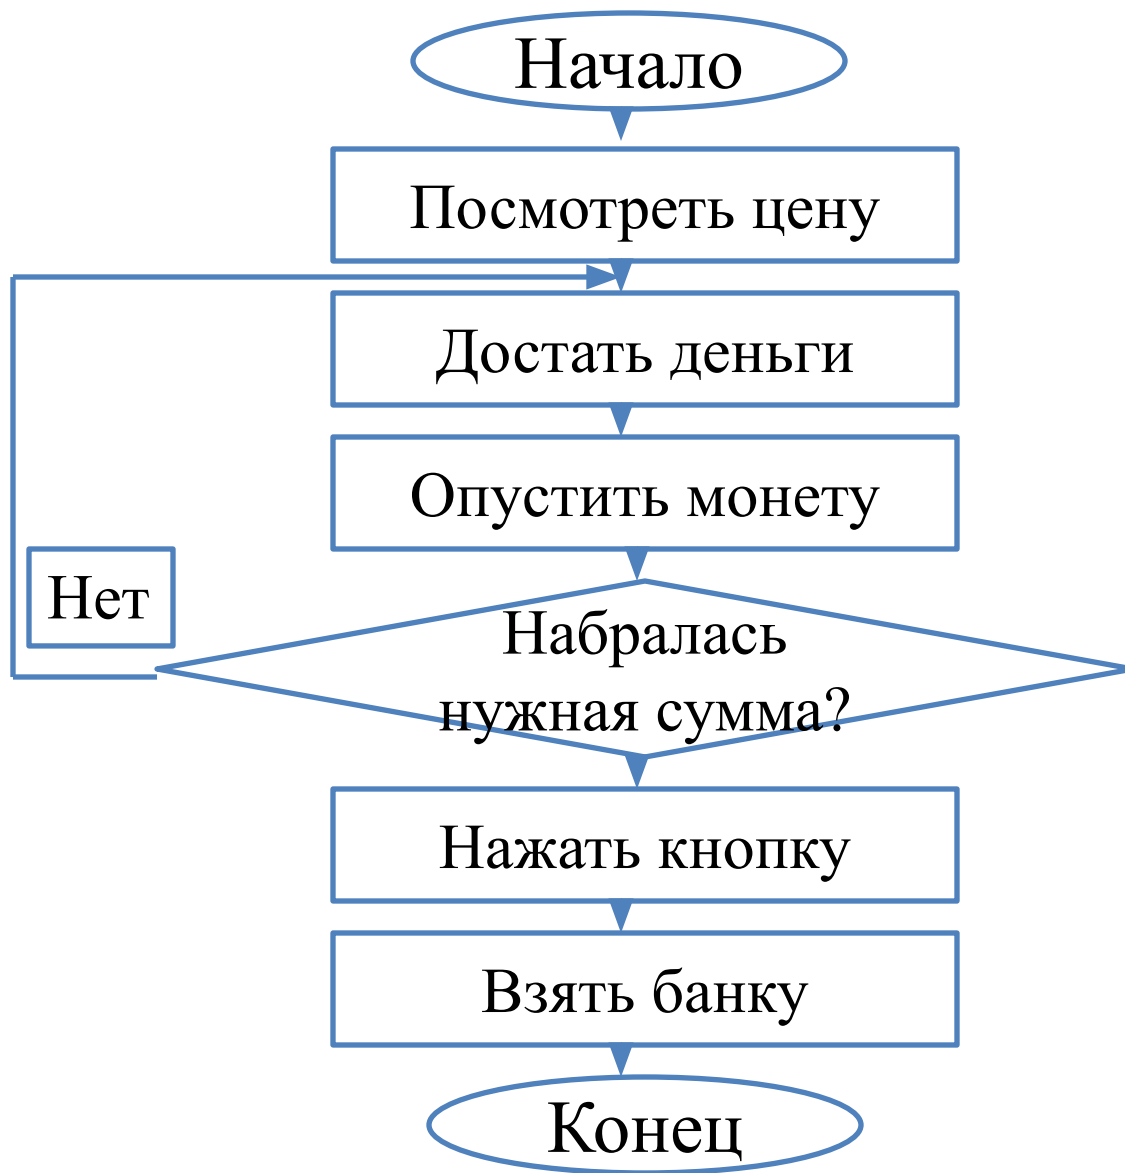 Начало
Посмотреть цену
Достать деньги
Опустить монету
Нет
Набралась
нужная сумма?
Нажать кнопку
Взять банку
Конец